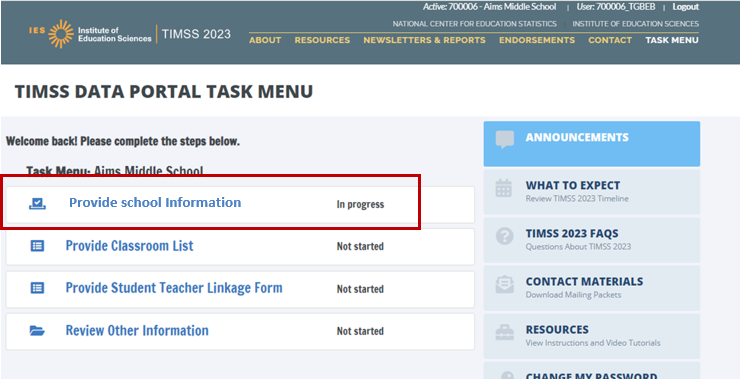 Active: 700006 - Aims Middle School | User: 700006_TGBEB | Logout
IES Institute of Education Sciences | TIMSS 2023
NATIONAL CENTER FOR EDUCATION STATISTICS | INSTITUTE OF EDUCATION SCIENCES
ABOUT RESOURCES NEWSLETTERS & REPORTS ENDORSEMENTS CONTACT TASK MENU
TIMSS DATA PORTAL TASK MENU
Welcome back! Please complete the steps below.
Task Menu: Aims Middle School
Provide school Information In progress
Provide Classroom List Not started
Provide Student Teacher Linkage Form Not started
Review Other Information Not started
ANNOUNCEMENTS
WHAT TO EXPECT
Review TIMSS 2023 Timeline
TIMSS 2023 FAQS
Questions About TIMSS 2023
CONTACT MATERIALS
Download Mailing Packets
RESOURCES
View Instructions and Video Tutorials
CHANGE MY PASSWORD